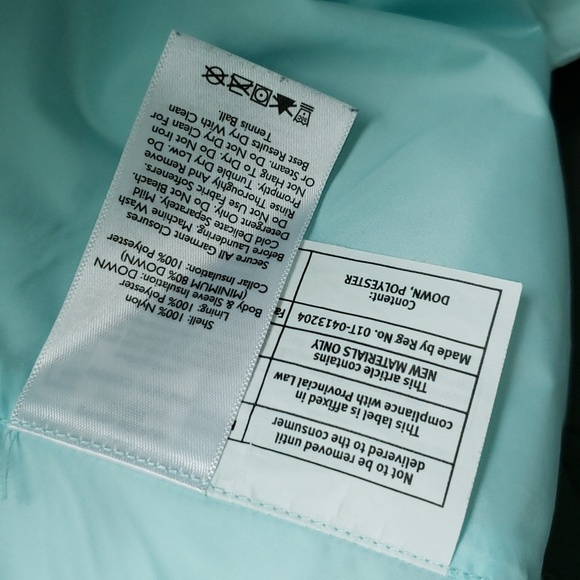 Shell: 100% Nylon
Lining: 100% Polyester
Body & Sleeve Insulation: DOWN
(MINIMUM 80% DOWN)
Collar Insulation: 100% Polyester
Secure All Garment Closures
Before Laundering. Machine Wash
Cold Delicate Separately. Mild
Detergent Only. Do Not Bleach.
Do Not Use Fabric Softeners.
Rinse Thoroughly And Remove
Promptly. Tumble Dry Low. Do
Not Hang To Dry. Do Not Iron
Or Steam. Do Not Dry Clean For
Best Results Dry With Clean
Tennis Ball.
Not to be removed until
delivered to the consumer
This label is affixed in
compliance with Provincial Law
This article contains
NEW MATERIALS ONLY
Made by Reg No. 01T-0413204
Content:
DOWN, POLYESTER